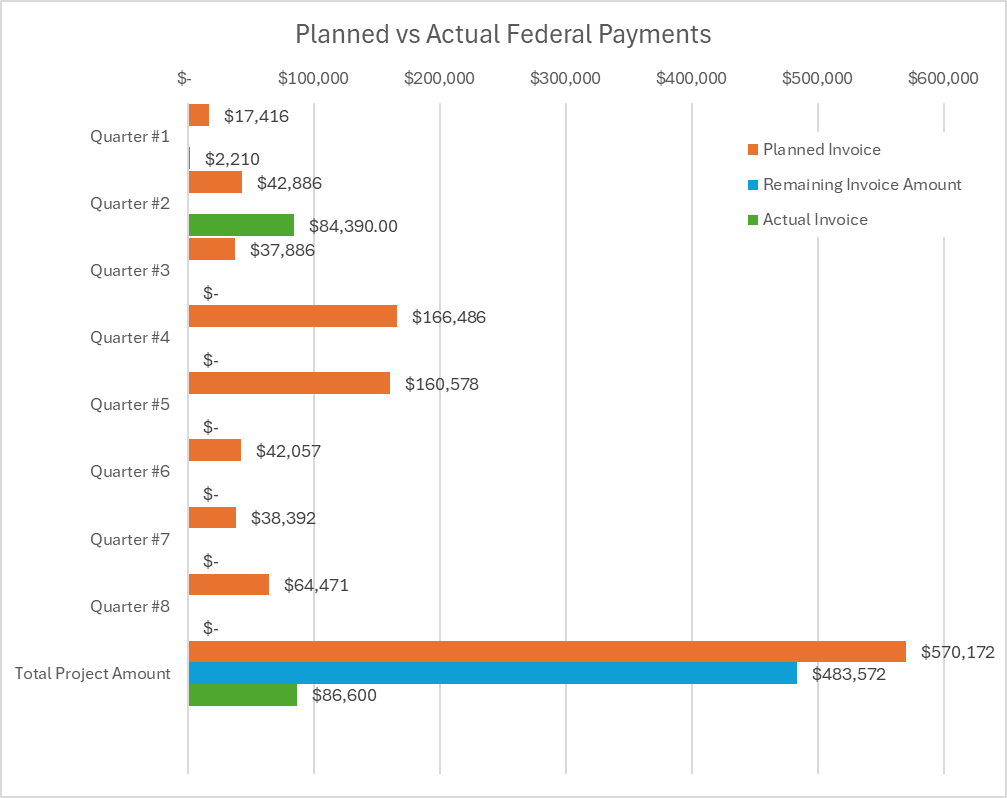 Planned vs Actual Federal Payments
$- $100,000 $200,000 $300,000 $400,000 $500,000 $600,000
$17,416
Quarter #1
$2,210
$42,886
Quarter #2
$84,390.00
$37,886
Quarter #3
$-
$166,486
Quarter #4
$-
$160,578
Quarter #5
$-
$42,057
Quarter #6
$-
$38,392
Quarter #7
$-
$64,471
Quarter #8
$-
$570,172
Total Project Amount $483,572
$86,600
Planned Invoice
Remaining Invoice Amount
Actual Invoice